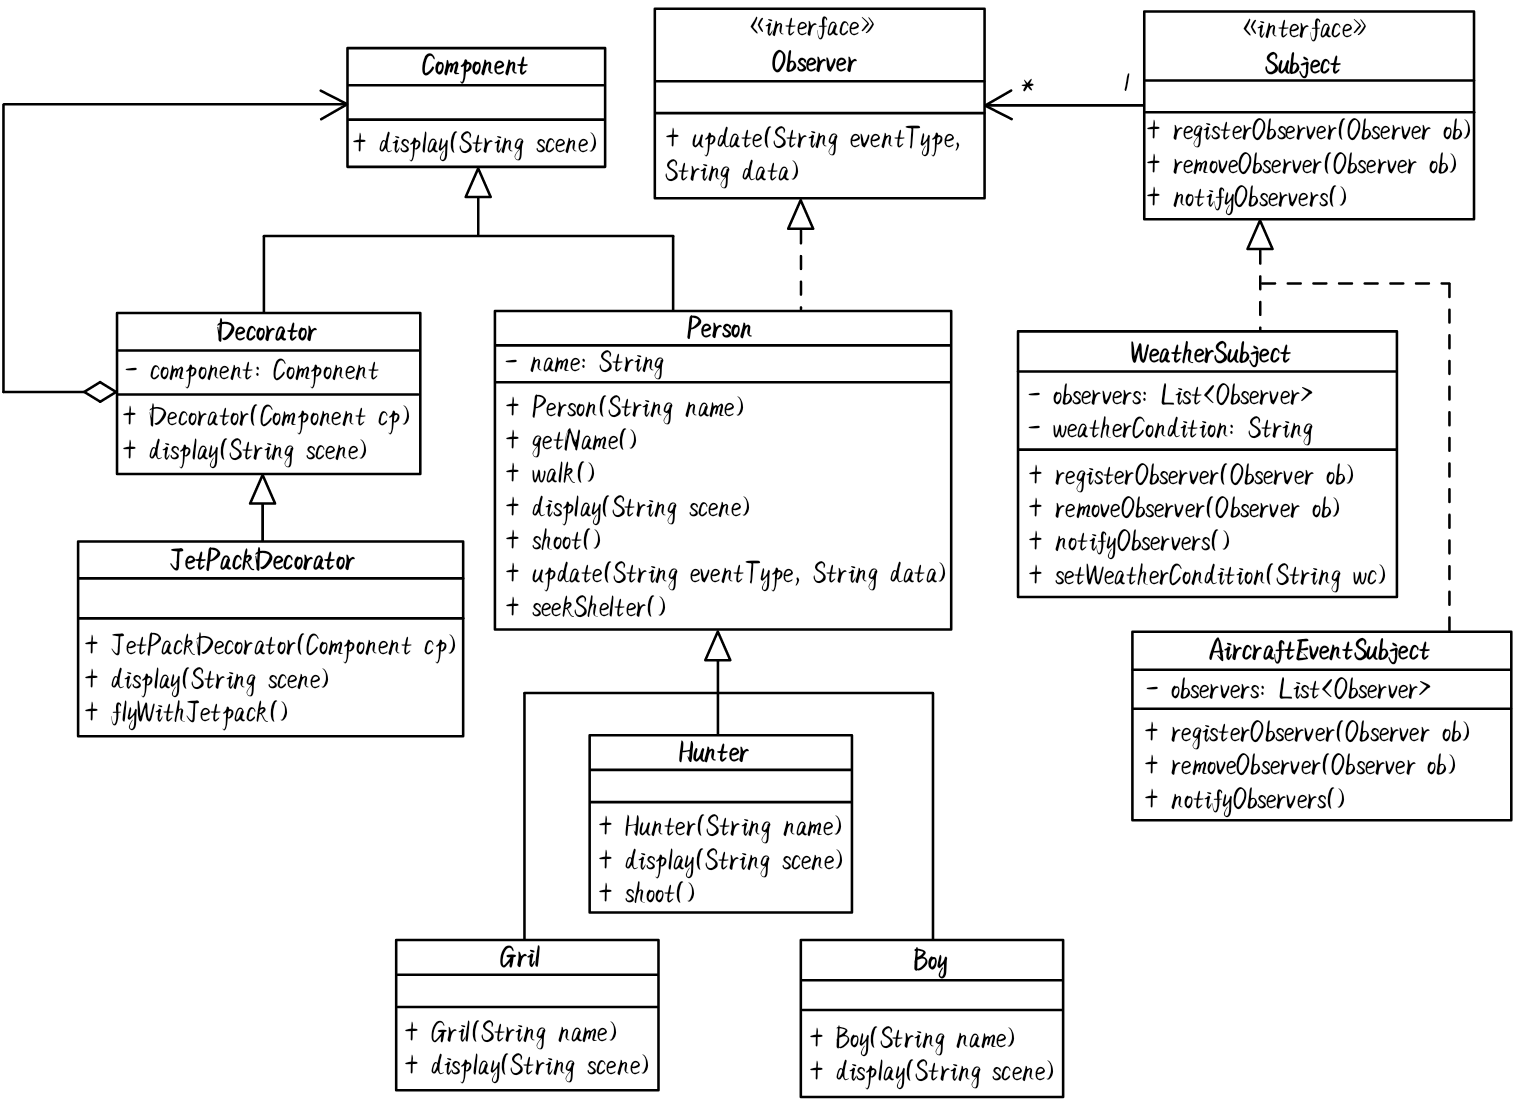 Component
+ display(String scene)
«interface»
Observer
+ update(String eventType,
String data)
*
1
«interface»
Subject
+ registerObserver(Observer ob)
+ removeObserver(Observer ob)
+ notifyObservers()
Decorator
- component: Component
+ Decorator(Component cp)
+ display(String scene)
Person
- name: String
+ Person(String name)
+ getName()
+ walk()
+ display(String scene)
+ shoot()
+ update(String eventType, String data)
+ seekShelter()
WeatherSubject
- observers: List<Observer>
- weatherCondition: String
+ registerObserver(Observer ob)
+ removeObserver(Observer ob)
+ notifyObservers()
+ setWeatherCondition(String wc)
JetPackDecorator
+ JetPackDecorator(Component cp)
+ display(String scene)
+ flyWithJetpack()
AircraftEventSubject
- observers: List<Observer>
+ registerObserver(Observer ob)
+ removeObserver(Observer ob)
+ notifyObservers()
Hunter
+ Hunter(String name)
+ display(String scene)
+ shoot()
Gril
+ Gril(String name)
+ display(String scene)
Boy
+ Boy(String name)
+ display(String scene)